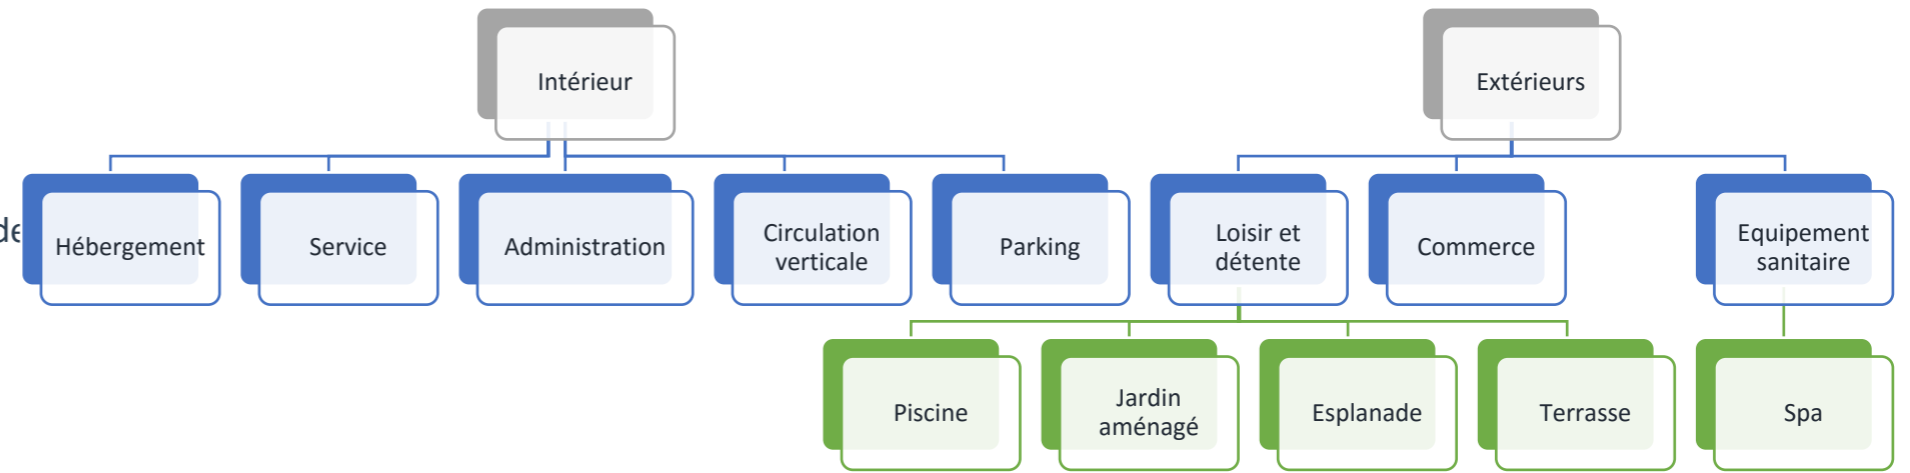 Intérieur
Extérieurs
de
Hébergement
Service
Administration
Circulation
verticale
Parking
Loisir et
détente
Commerce
Equipement
sanitaire
Piscine
Jardin
aménagé
Esplanade
Terrasse
Spa